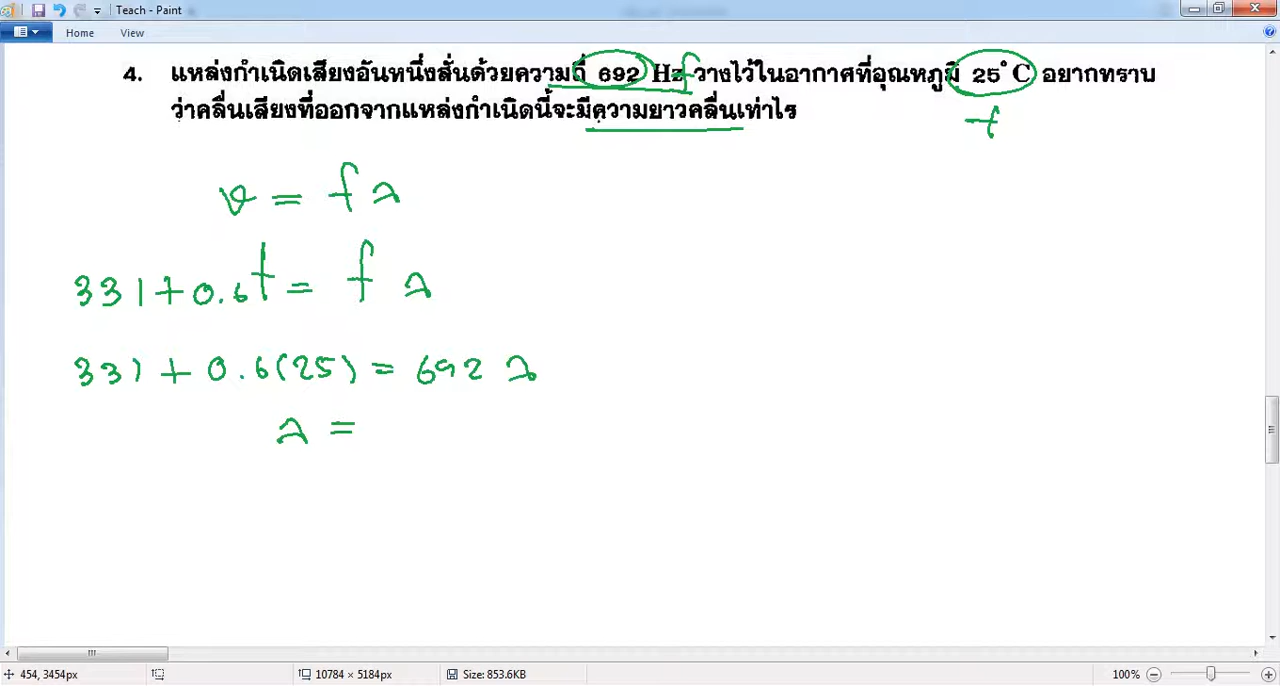 Teach - Paint
Home View
4. แหล่งกำเนิดเสียงอันหนึ่งสั่นด้วยความถี่ 692 Hz f วางไว้ในอากาศที่อุณหภูมิ 25°C อยากทราบ
ว่าคลื่นเสียงที่ออกจากแหล่งกำเนิดนี้จะมีความยาวคลื่นเท่าไร
t
v = f λ
331 + 0.6t = f λ
331 + 0.6(25) = 692 λ
λ =
454, 3454px 10784 × 5184px Size: 853.6KB 100%